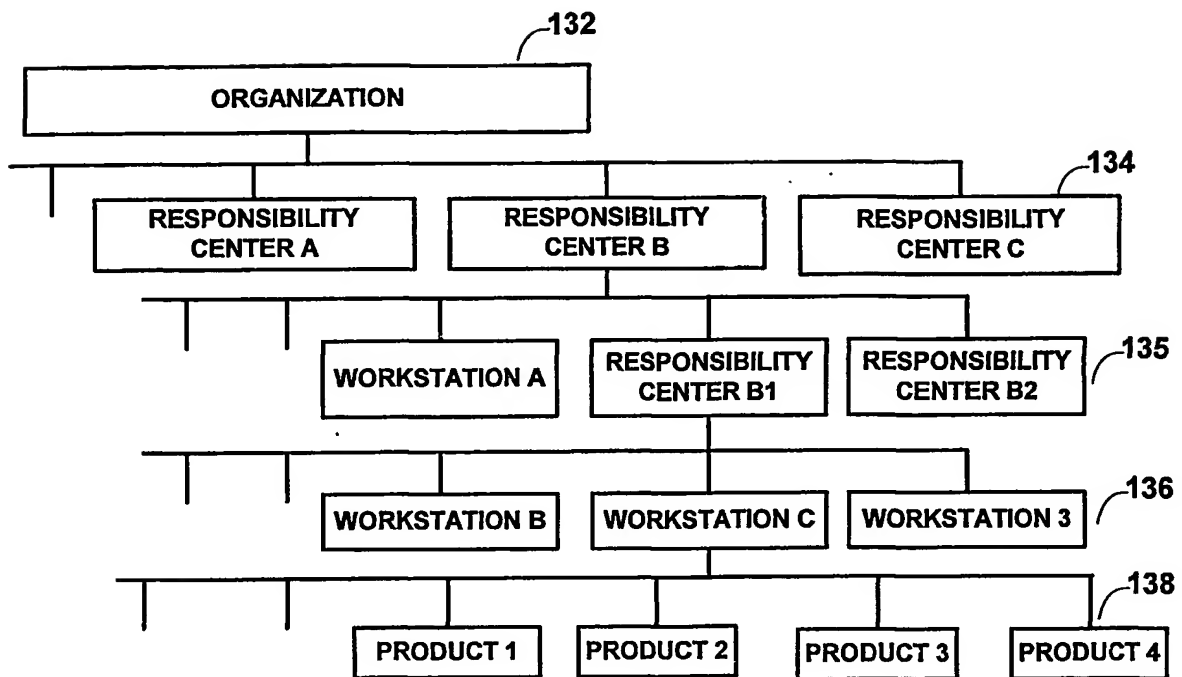 132
ORGANIZATION
134
RESPONSIBILITY
CENTER A
RESPONSIBILITY
CENTER B
RESPONSIBILITY
CENTER C
135
WORKSTATION A
RESPONSIBILITY
CENTER B1
RESPONSIBILITY
CENTER B2
136
WORKSTATION B
WORKSTATION C
WORKSTATION 3
138
PRODUCT 1
PRODUCT 2
PRODUCT 3
PRODUCT 4